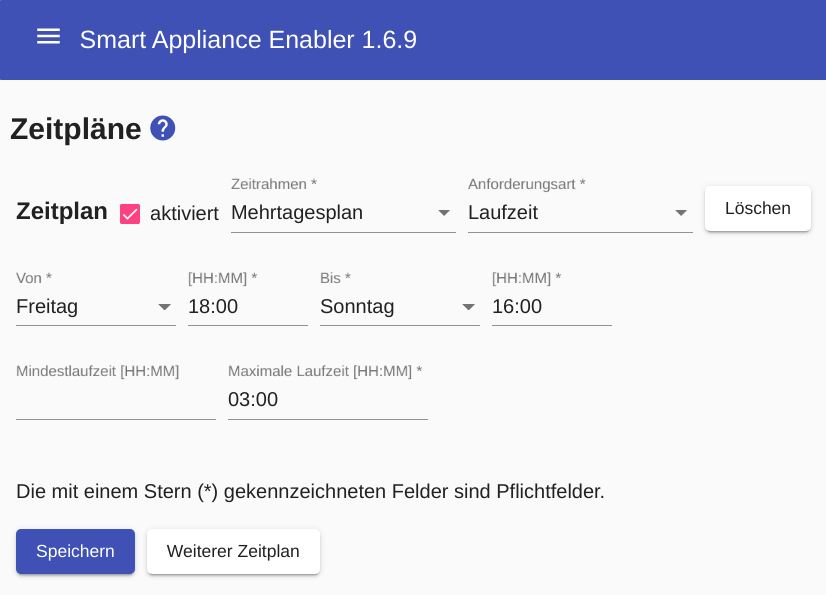 Smart Appliance Enabler 1.6.9
Zeitpläne ?
Zeitrahmen * Anforderungsart *
Zeitplan aktiviert Mehrtagesplan Laufzeit Löschen
Von * [HH:MM] * Bis * [HH:MM] *
Freitag 18:00 Sonntag 16:00
Mindestlaufzeit [HH:MM] Maximale Laufzeit [HH:MM] *
03:00
Die mit einem Stern (*) gekennzeichneten Felder sind Pflichtfelder.
Speichern Weiterer Zeitplan